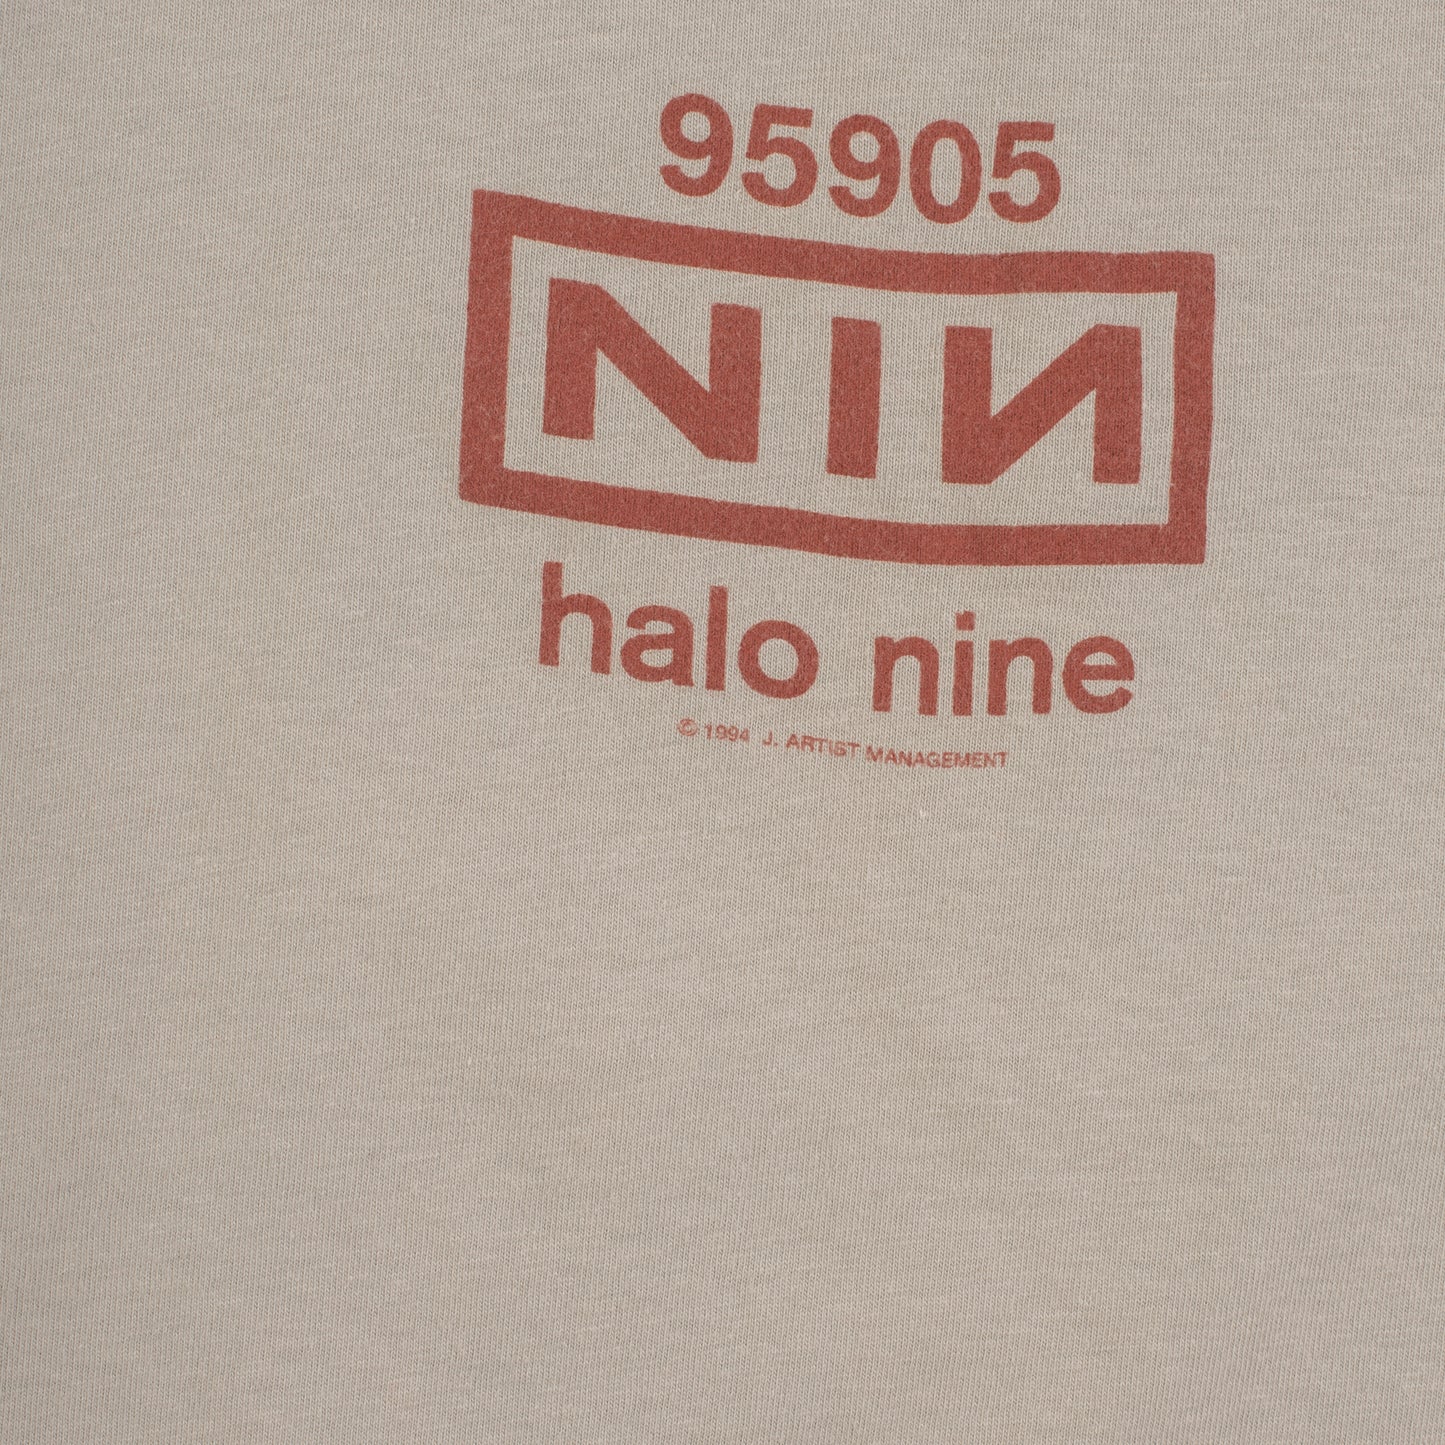 95905
NIN
halo nine
© 1994 J. ARTIST MANAGEMENT